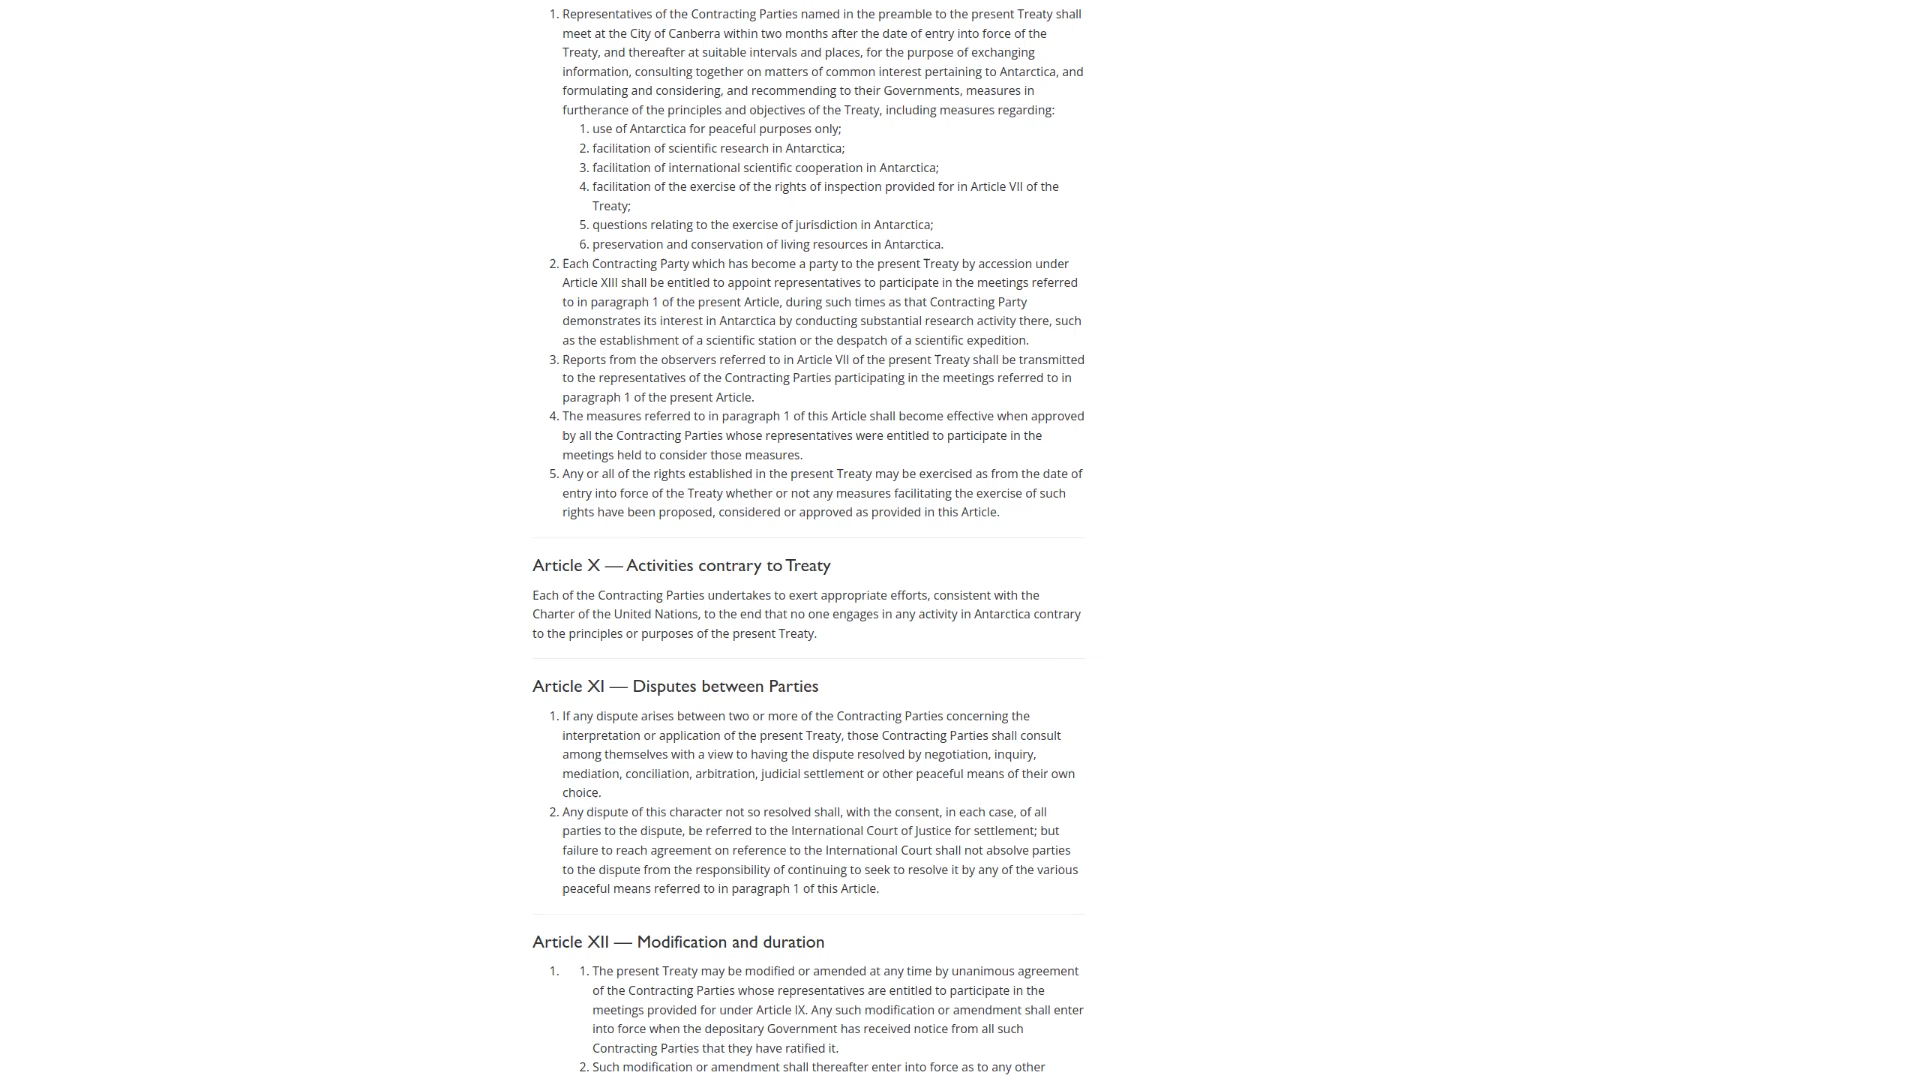 1. Representatives of the Contracting Parties named in the preamble to the present Treaty shall
meet at the City of Canberra within two months after the date of entry into force of the
Treaty, and thereafter at suitable intervals and places, for the purpose of exchanging
information, consulting together on matters of common interest pertaining to Antarctica, and
formulating and considering, and recommending to their Governments, measures in
furtherance of the principles and objectives of the Treaty, including measures regarding:
1. use of Antarctica for peaceful purposes only;
2. facilitation of scientific research in Antarctica;
3. facilitation of international scientific cooperation in Antarctica;
4. facilitation of the exercise of the rights of inspection provided for in Article VII of the
Treaty;
5. questions relating to the exercise of jurisdiction in Antarctica;
6. preservation and conservation of living resources in Antarctica.
2. Each Contracting Party which has become a party to the present Treaty by accession under
Article XIII shall be entitled to appoint representatives to participate in the meetings referred
to in paragraph 1 of the present Article, during such times as that Contracting Party
demonstrates its interest in Antarctica by conducting substantial research activity there, such
as the establishment of a scientific station or the despatch of a scientific expedition.
3. Reports from the observers referred to in Article VII of the present Treaty shall be transmitted
to the representatives of the Contracting Parties participating in the meetings referred to in
paragraph 1 of the present Article.
4. The measures referred to in paragraph 1 of this Article shall become effective when approved
by all the Contracting Parties whose representatives were entitled to participate in the
meetings held to consider those measures.
5. Any or all of the rights established in the present Treaty may be exercised as from the date of
entry into force of the Treaty whether or not any measures facilitating the exercise of such
rights have been proposed, considered or approved as provided in this Article.
Article X — Activities contrary to Treaty
Each of the Contracting Parties undertakes to exert appropriate efforts, consistent with the
Charter of the United Nations, to the end that no one engages in any activity in Antarctica contrary
to the principles or purposes of the present Treaty.
Article XI — Disputes between Parties
1. If any dispute arises between two or more of the Contracting Parties concerning the
interpretation or application of the present Treaty, those Contracting Parties shall consult
among themselves with a view to having the dispute resolved by negotiation, inquiry,
mediation, conciliation, arbitration, judicial settlement or other peaceful means of their own
choice.
2. Any dispute of this character not so resolved shall, with the consent, in each case, of all
parties to the dispute, be referred to the International Court of Justice for settlement; but
failure to reach agreement on reference to the International Court shall not absolve parties
to the dispute from the responsibility of continuing to seek to resolve it by any of the various
peaceful means referred to in paragraph 1 of this Article.
Article XII — Modification and duration
1. 1. The present Treaty may be modified or amended at any time by unanimous agreement
of the Contracting Parties whose representatives are entitled to participate in the
meetings provided for under Article IX. Any such modification or amendment shall enter
into force when the depositary Government has received notice from all such
Contracting Parties that they have ratified it.
2. Such modification or amendment shall thereafter enter into force as to any other